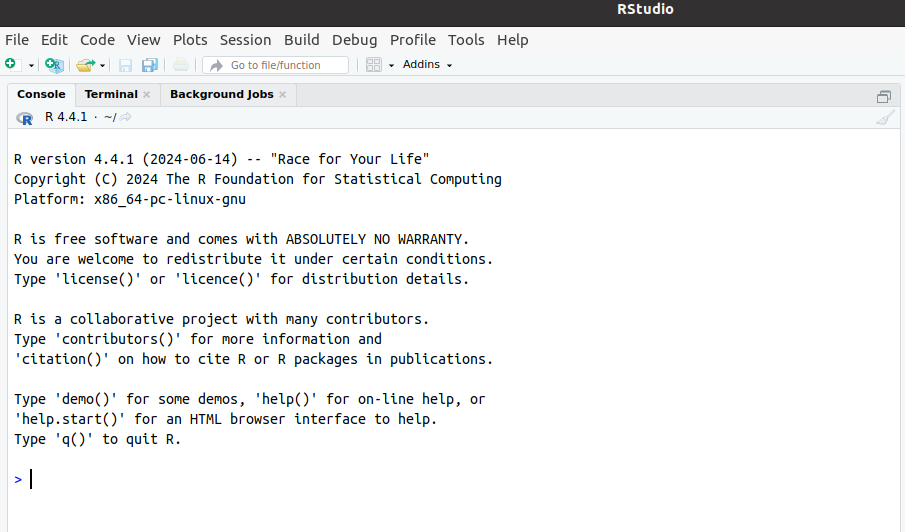 RStudio
File Edit Code View Plots Session Build Debug Profile Tools Help
Go to file/function Addins
Console Terminal Background Jobs
R 4.4.1 · ~/
R version 4.4.1 (2024-06-14) -- "Race for Your Life"
Copyright (C) 2024 The R Foundation for Statistical Computing
Platform: x86_64-pc-linux-gnu
R is free software and comes with ABSOLUTELY NO WARRANTY.
You are welcome to redistribute it under certain conditions.
Type 'license()' or 'licence()' for distribution details.
R is a collaborative project with many contributors.
Type 'contributors()' for more information and
'citation()' on how to cite R or R packages in publications.
Type 'demo()' for some demos, 'help()' for on-line help, or
'help.start()' for an HTML browser interface to help.
Type 'q()' to quit R.
>